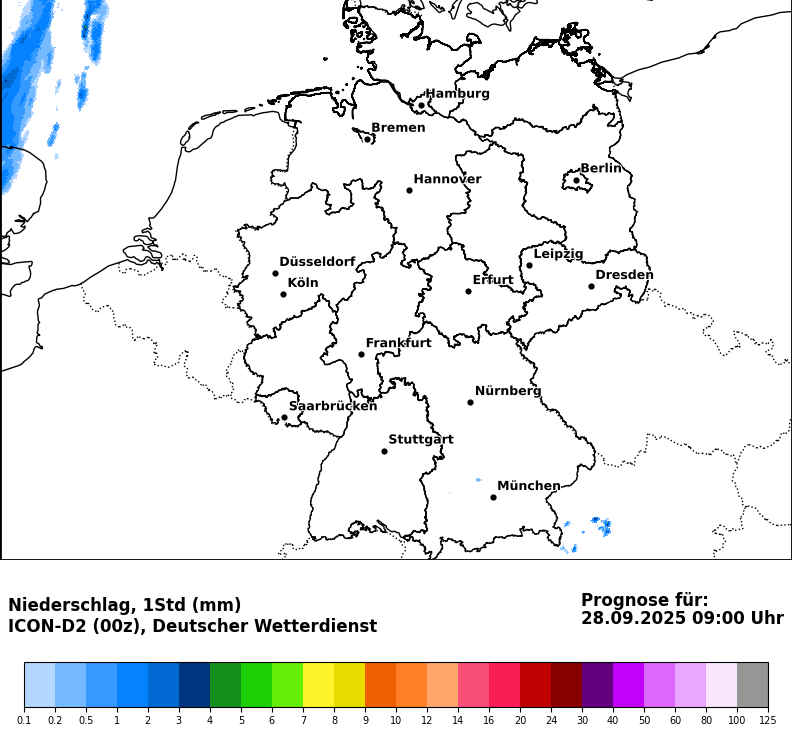 Hamburg
Bremen
Berlin
Hannover
Leipzig
Düsseldorf
Dresden
Köln
Erfurt
Frankfurt
Nürnberg
Saarbrücken
Stuttgart
München
Niederschlag, 1Std (mm)
ICON-D2 (00z), Deutscher Wetterdienst
Prognose für:
28.09.2025 09:00 Uhr
0.1 0.2 0.5 1 2 3 4 5 6 7 8 9 10 12 14 16 20 24 30 40 50 60 80 100 125